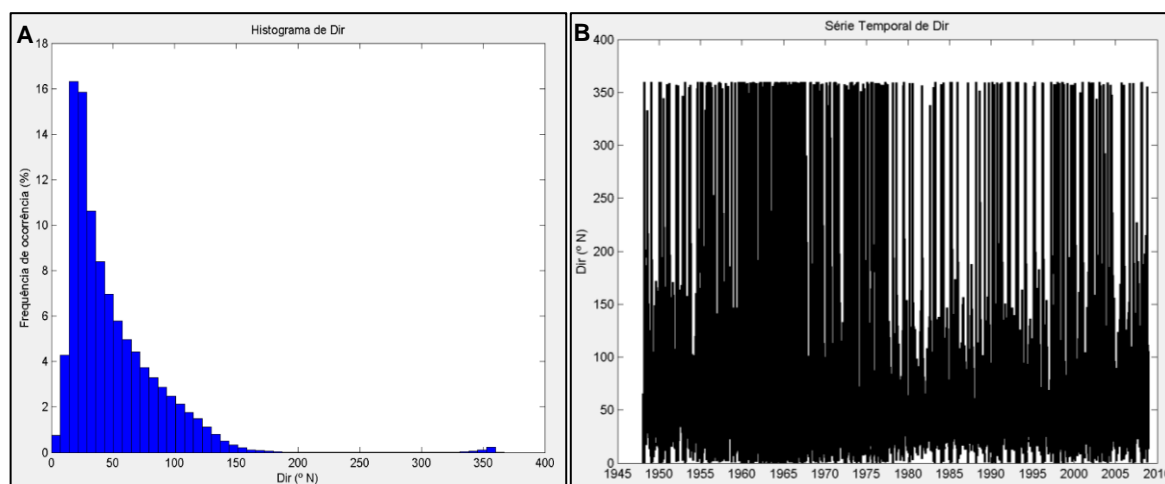 A
Histograma de Dir
18
16
14
12
10
8
6
4
2
0
Frequência de ocorrência (%)
0 50 100 150 200 250 300 350 400
Dir (º N)
B
Série Temporal de Dir
400
350
300
250
200
150
100
50
0
Dir (º N)
1945 1950 1955 1960 1965 1970 1975 1980 1985 1990 1995 2000 2005 2010